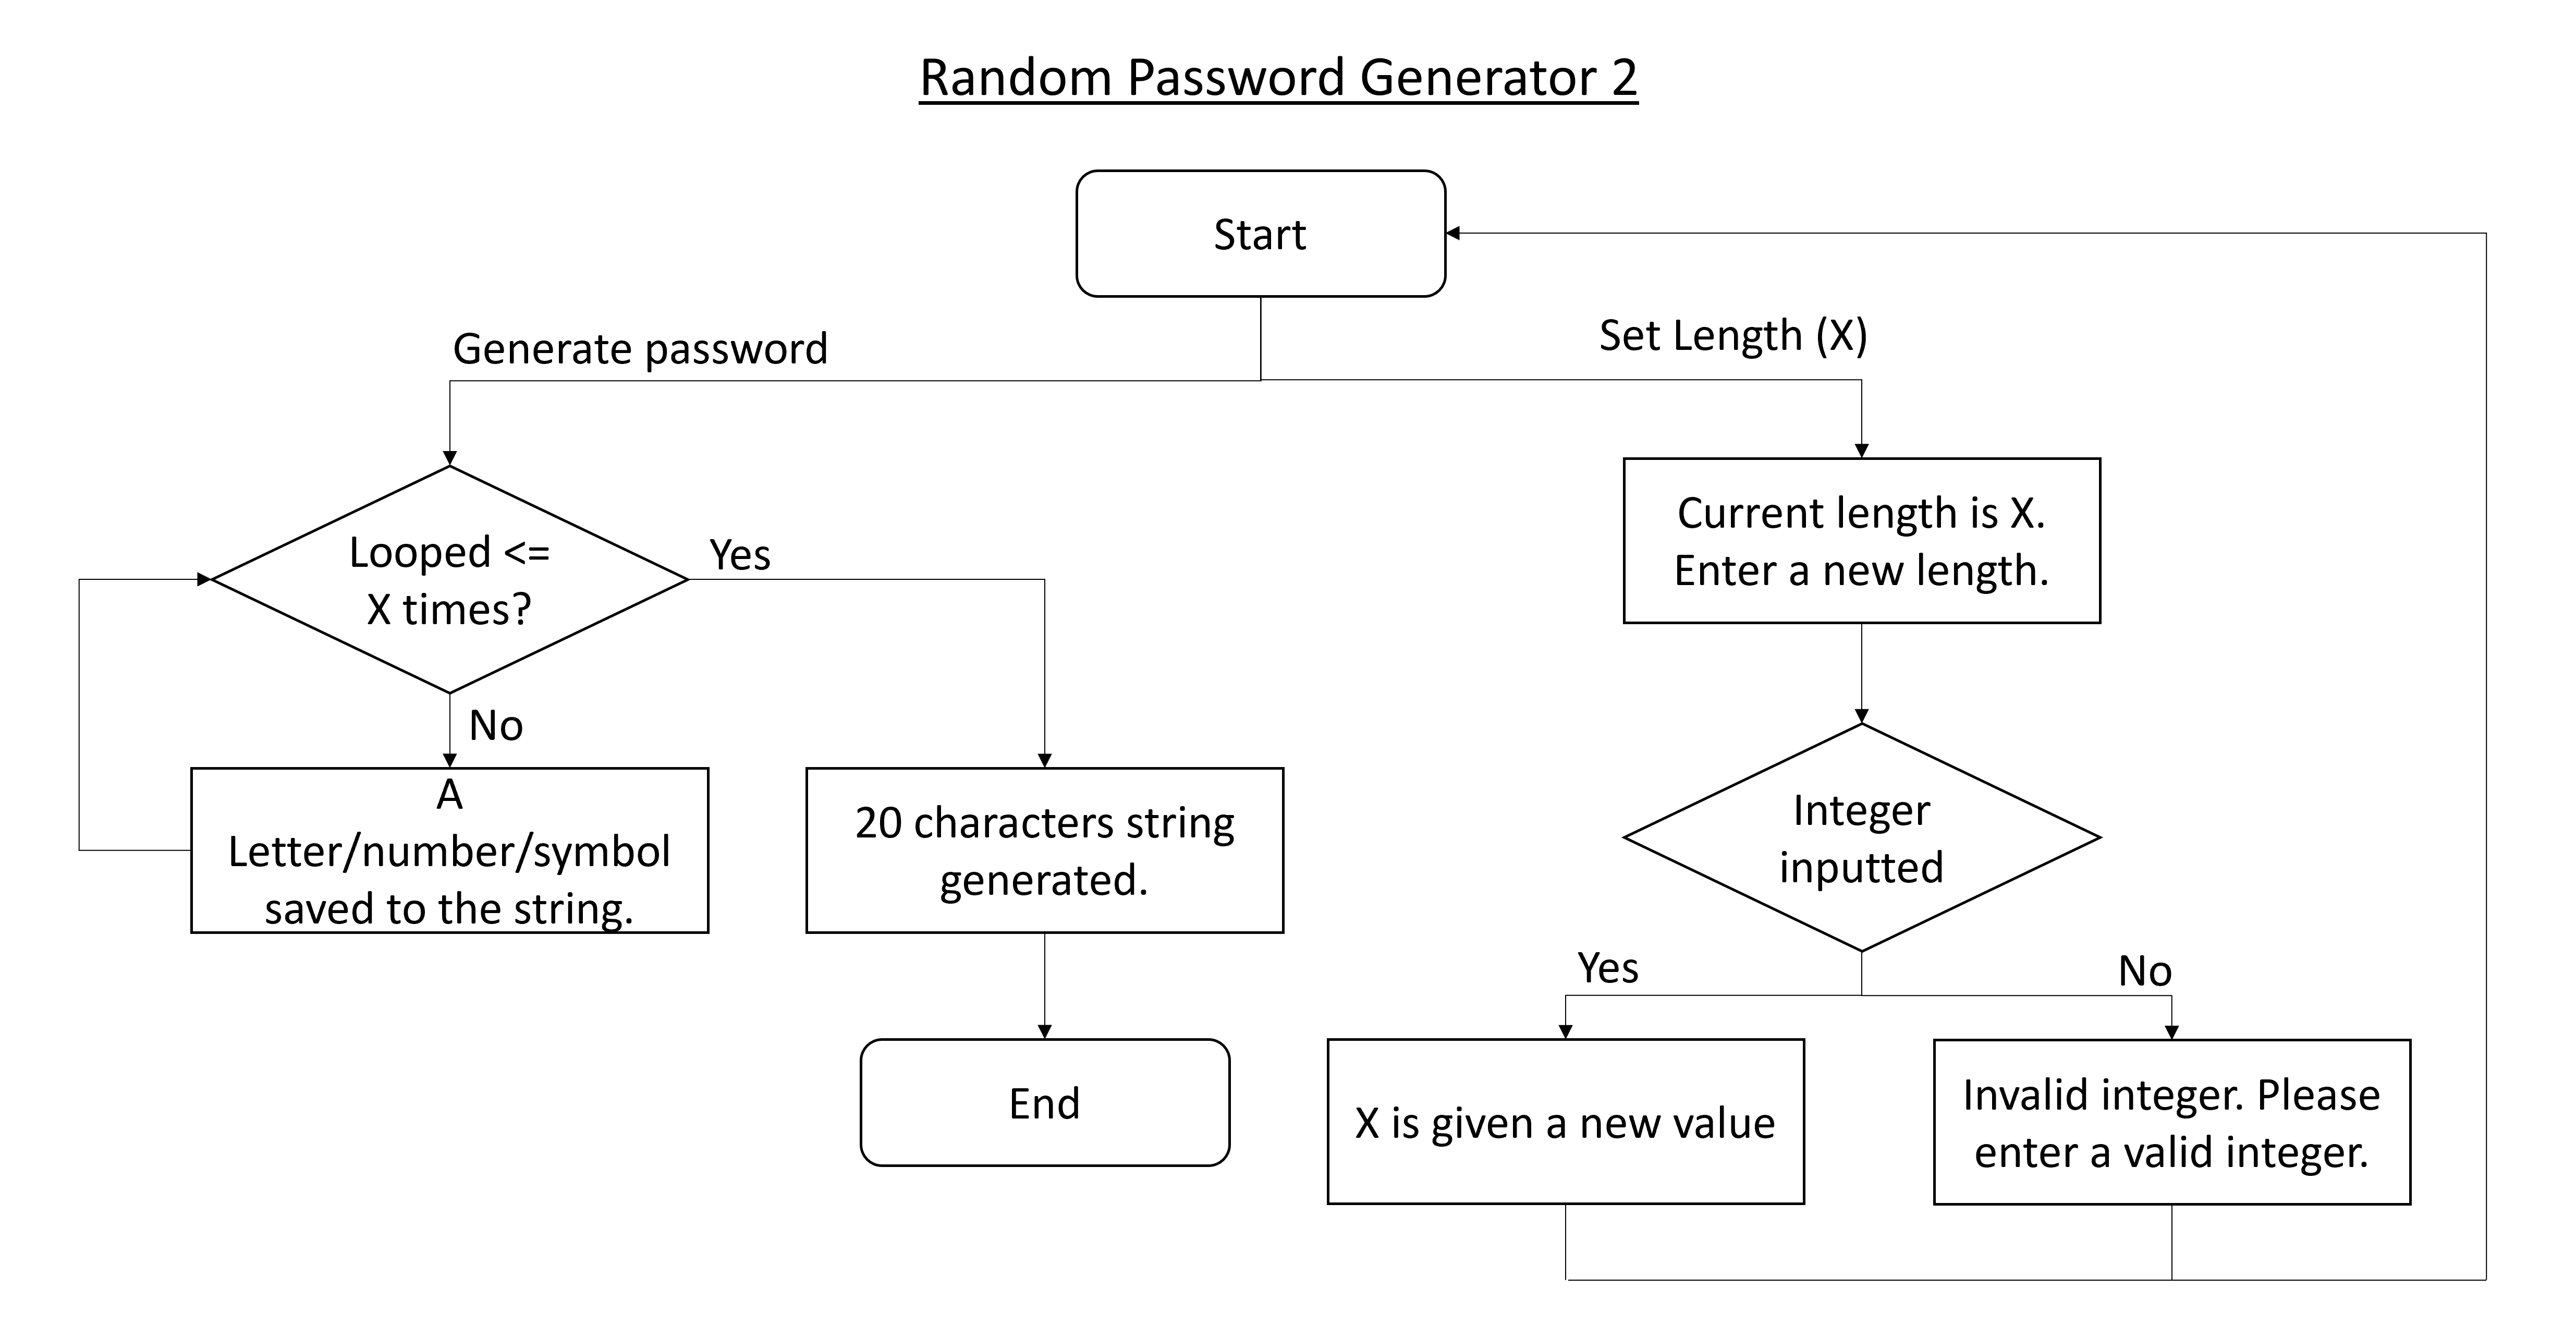 Random Password Generator 2
Start
Generate password
Set Length (X)
Looped <=
X times?
Yes
No
A
Letter/number/symbol
saved to the string.
20 characters string
generated.
End
Current length is X.
Enter a new length.
Integer
inputted
Yes
No
X is given a new value
Invalid integer. Please
enter a valid integer.